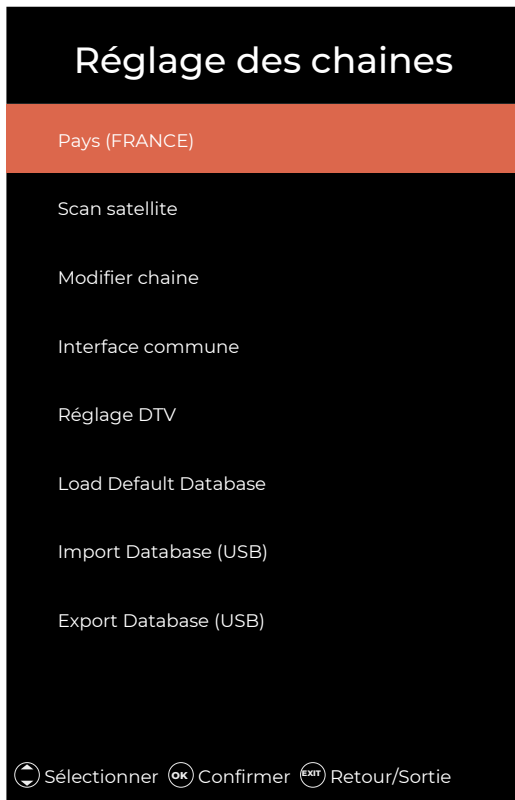 Réglage des chaines
Pays (FRANCE)
Scan satellite
Modifier chaine
Interface commune
Réglage DTV
Load Default Database
Import Database (USB)
Export Database (USB)
Sélectionner OK Confirmer EXIT Retour/Sortie